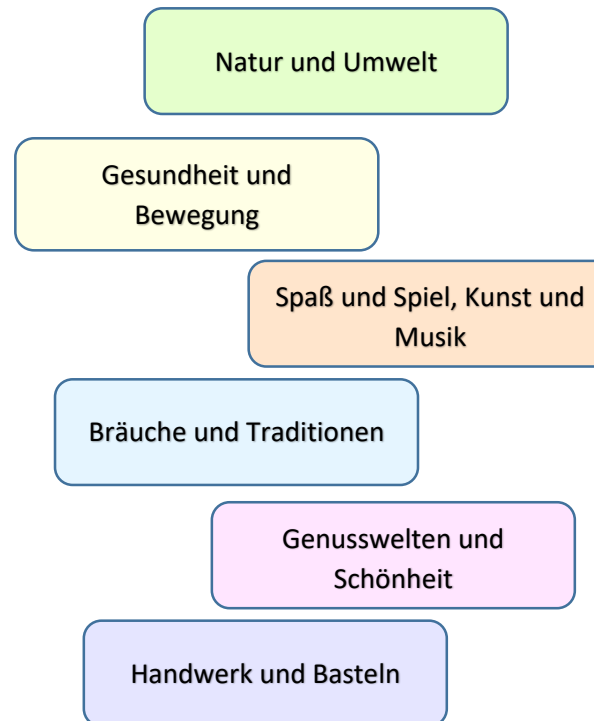 Natur und Umwelt
Gesundheit und
Bewegung
Spaß und Spiel, Kunst und
Musik
Bräuche und Traditionen
Genusswelten und
Schönheit
Handwerk und Basteln